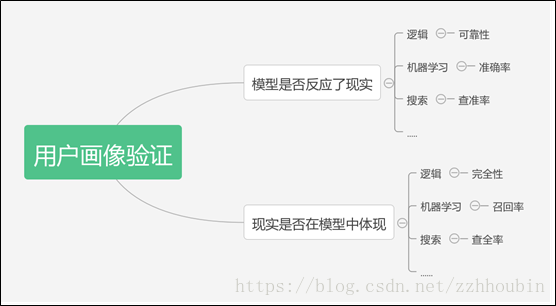 用户画像验证
模型是否反应了现实
逻辑 可靠性
机器学习 准确率
搜索 查准率
......
现实是否在模型中体现
逻辑 完全性
机器学习 召回率
搜索 查全率
......
https://blog.csdn.net/zzhhoubin